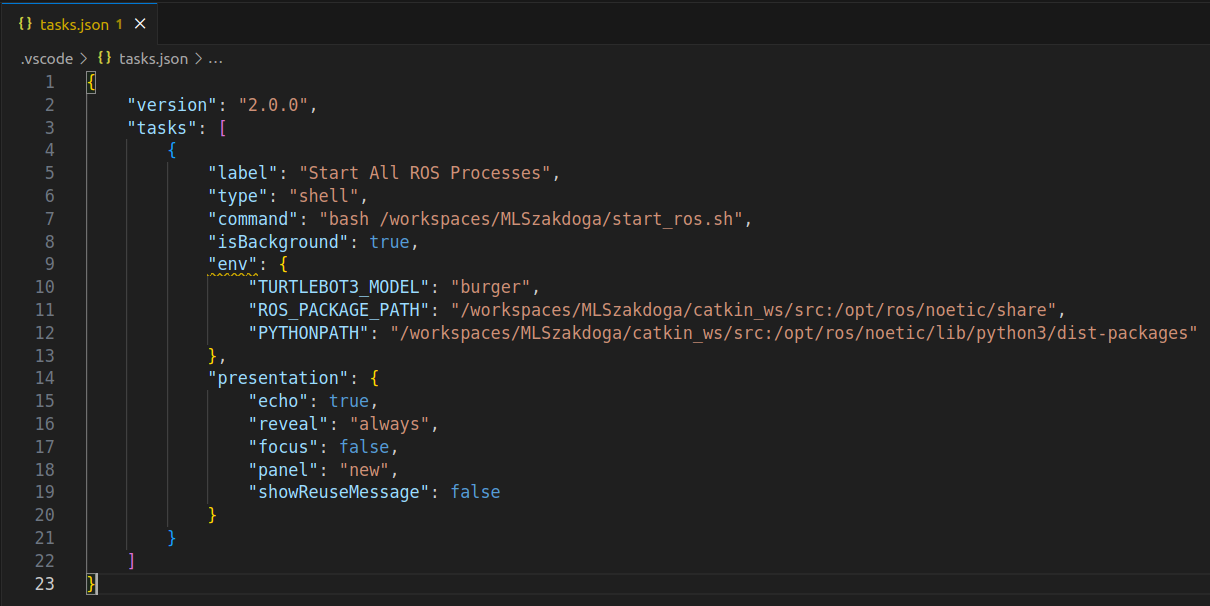 {} tasks.json 1 ×
.vscode > {} tasks.json > ...
1 {
2 "version": "2.0.0",
3 "tasks": [
4 {
5 "label": "Start All ROS Processes",
6 "type": "shell",
7 "command": "bash /workspaces/MLSzakdoga/start_ros.sh",
8 "isBackground": true,
9 "env": {
10 "TURTLEBOT3_MODEL": "burger",
11 "ROS_PACKAGE_PATH": "/workspaces/MLSzakdoga/catkin_ws/src:/opt/ros/noetic/share",
12 "PYTHONPATH": "/workspaces/MLSzakdoga/catkin_ws/src:/opt/ros/noetic/lib/python3/dist-packages"
13 },
14 "presentation": {
15 "echo": true,
16 "reveal": "always",
17 "focus": false,
18 "panel": "new",
19 "showReuseMessage": false
20 }
21 }
22 ]
23 }